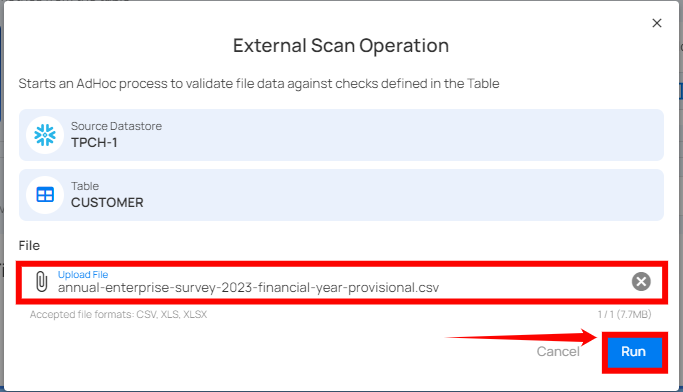 External Scan Operation
Starts an AdHoc process to validate file data against checks defined in the Table
Source Datastore
TPCH-1
Table
CUSTOMER
File
Upload File
annual-enterprise-survey-2023-financial-year-provisional.csv
Accepted file formats: CSV, XLS, XLSX 1 / 1 (7.7MB)
Cancel Run